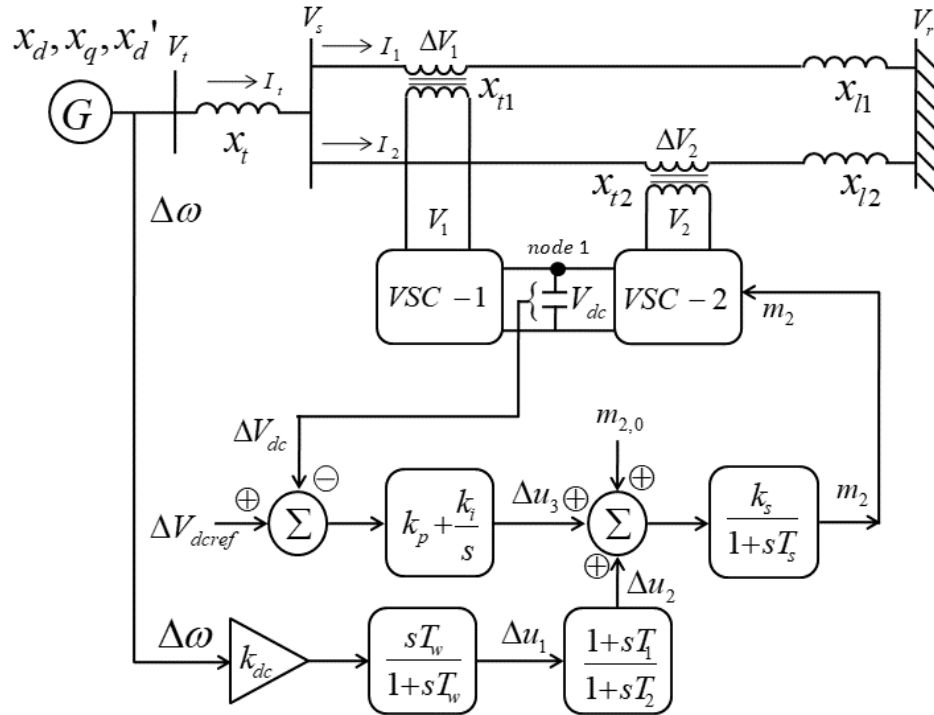 x_d, x_q, x_d'
V_t
V_s
V_r
I_1
ΔV_1
I_t
x_t1
x_l1
G
x_t
I_2
ΔV_2
x_t2
x_l2
Δω
V_1
V_2
node 1
VSC − 1
{
V_dc
VSC − 2
m_2
ΔV_dc
m_2,0
−
+
+
ΔV_dcref
Σ
k_p + k_i/s
Δu_3
+
Σ
k_s/(1+sT_s)
m_2
+
Δu_2
Δω
k_dc
sT_w/(1+sT_w)
Δu_1
(1+sT_1)/(1+sT_2)